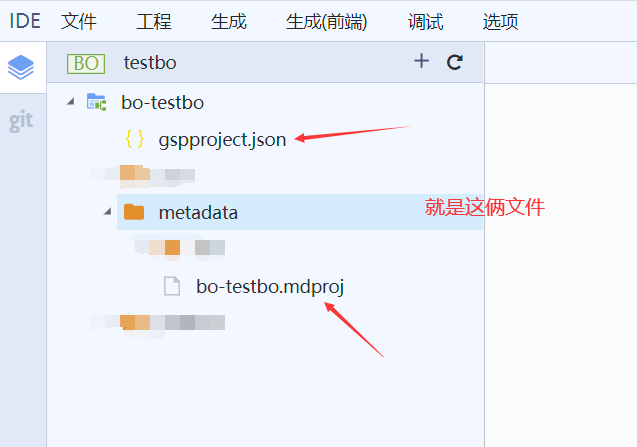 IDE 文件 工程 生成 生成(前端) 调试 选项
BO testbo
git
bo-testbo
{} gspproject.json
metadata
就是这俩文件
bo-testbo.mdproj